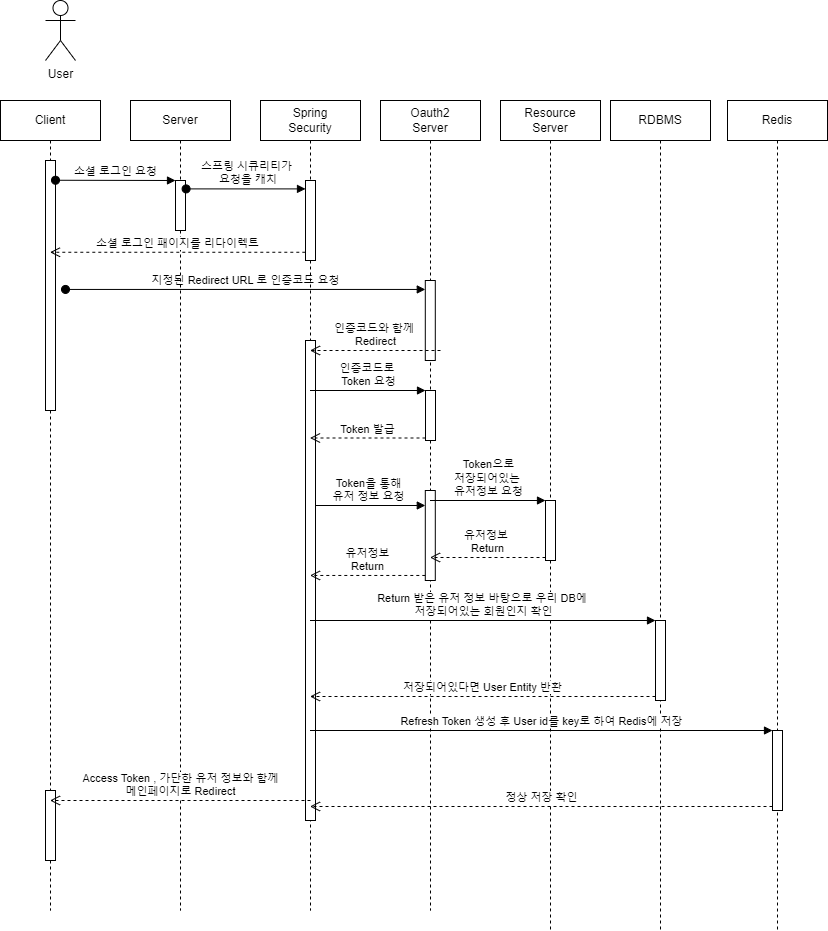 User
Client
Server
Spring
Security
Oauth2
Server
Resource
Server
RDBMS
Redis
소셜 로그인 요청
스프링 시큐리티가
요청을 캐치
소셜 로그인 페이지를 리다이렉트
지정된 Redirect URL 로 인증코드 요청
인증코드와 함께
Redirect
인증코드로
Token 요청
Token 발급
Token으로
저장되어있는
유저정보 요청
Token을 통해
유저 정보 요청
유저정보
Return
유저정보
Return
Return 받은 유저 정보 바탕으로 우리 DB에
저장되어있는 회원인지 확인
저장되어있다면 User Entity 반환
Refresh Token 생성 후 User id를 key로 하여 Redis에 저장
Access Token , 가단한 유저 정보와 함께
메인페이지로 Redirect
정상 저장 확인